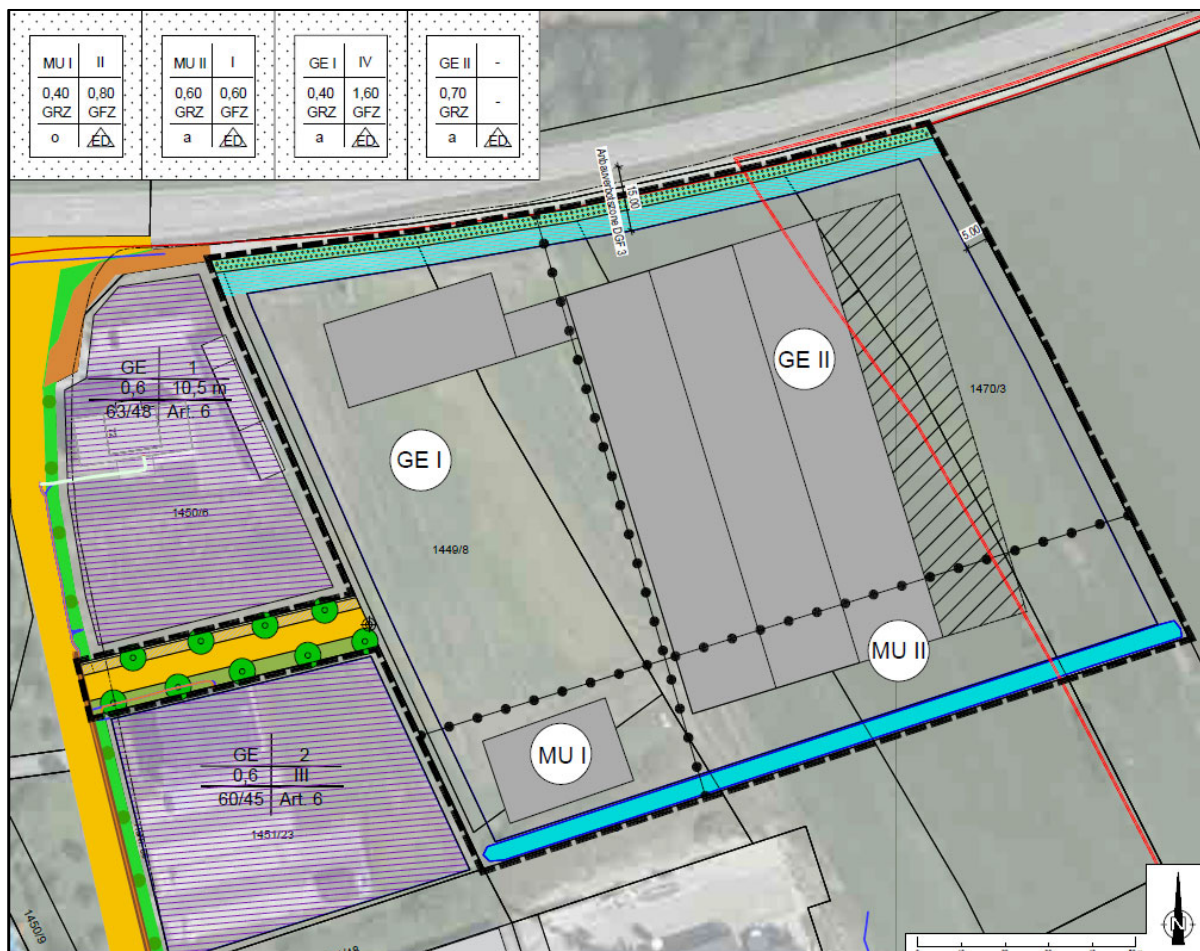 MU I II
0,40 0,80
GRZ GFZ
o ED
MU II I
0,60 0,60
GRZ GFZ
a ED
GE I IV
0,40 1,60
GRZ GFZ
a ED
GE II -
0,70 -
GRZ
a ED
Anbauverbotszone DGF 3
15.00
5.00
GE II
1470/3
GE 1
0,6 10,5 m
63/48 Art. 6
GE I
1450/6
1449/8
MU II
MU I
GE 2
0,6 III
60/45 Art. 6
1451/23
1450/9
N